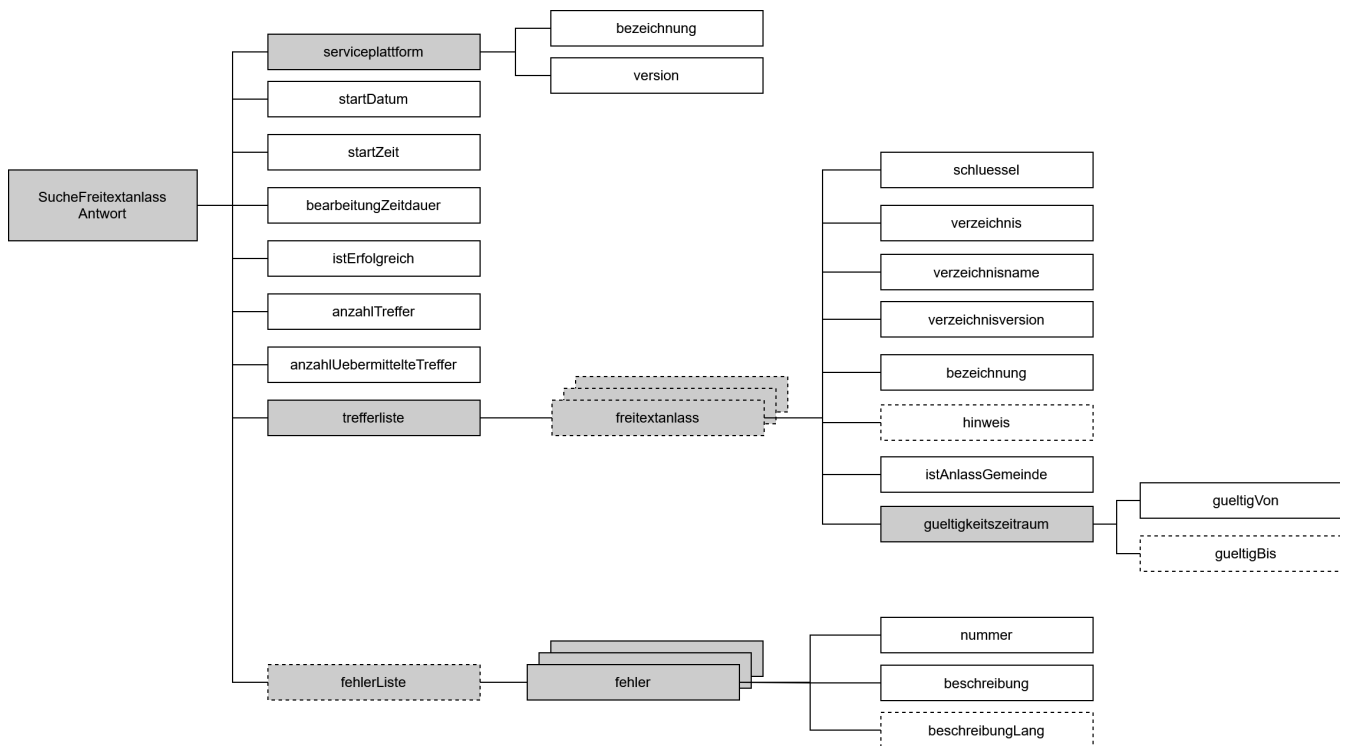 bezeichnung
serviceplattform
version
startDatum
startZeit
schluessel
SucheFreitextanlass
Antwort
bearbeitungZeitdauer
verzeichnis
istErfolgreich
verzeichnisname
anzahlTreffer
verzeichnisversion
anzahlUebermittelteTreffer
bezeichnung
trefferliste
freitextanlass
hinweis
istAnlassGemeinde
gueltigkeitszeitraum
gueltigVon
gueltigBis
nummer
fehlerListe
fehler
beschreibung
beschreibungLang